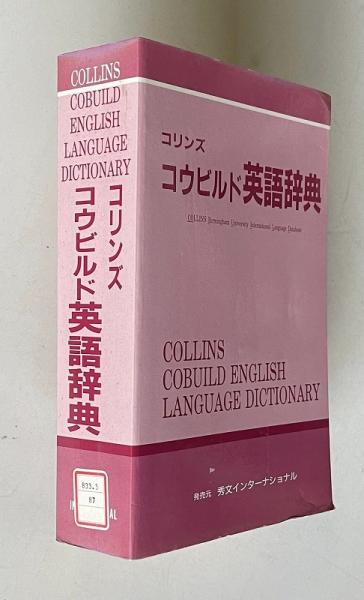 COLLINS
COBUILD
ENGLISH
LANGUAGE
DICTIONARY
コリンズ
コウビルド英語辞典
833.3
87
IN
AL
コリンズ
コウビルド英語辞典
COLLINS Birmingham University International Language Database
COLLINS
COBUILD ENGLISH
LANGUAGE DICTIONARY
発売元 秀文インターナショナル